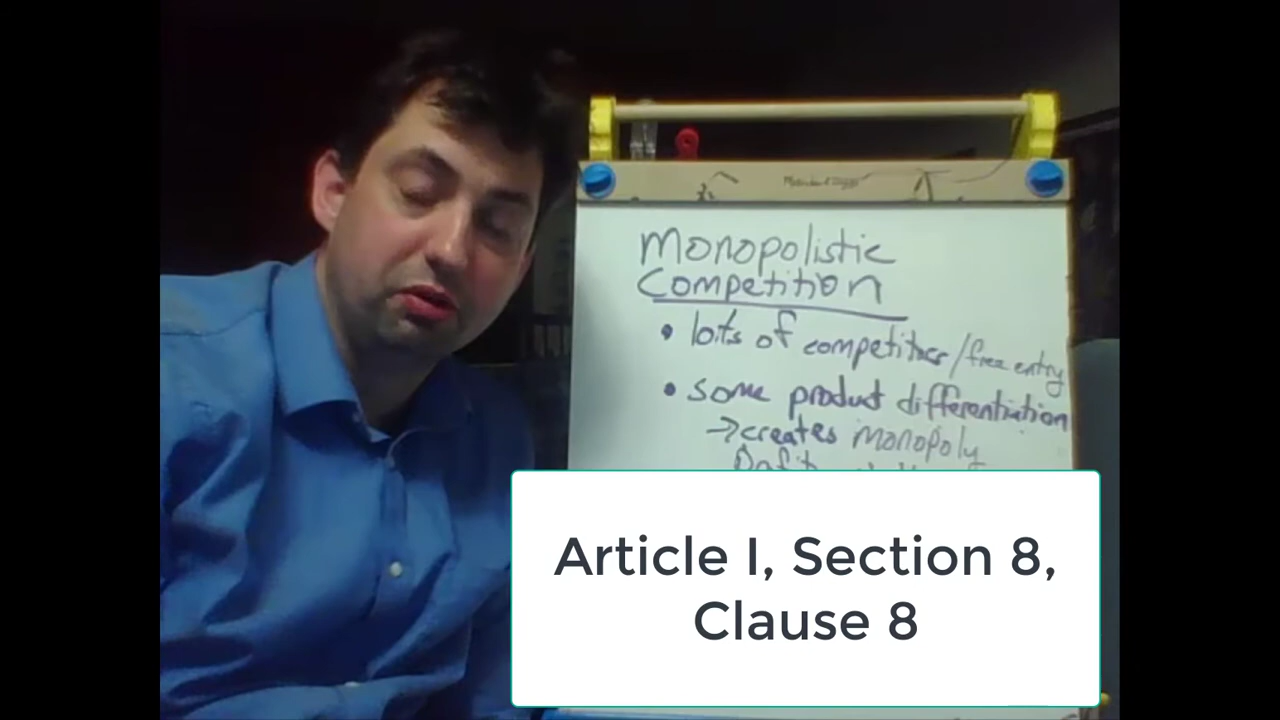 Monopolistic
Competition
• lots of competitors/free entry
• some product differentiation
→creates monopoly
Article I, Section 8,
Clause 8